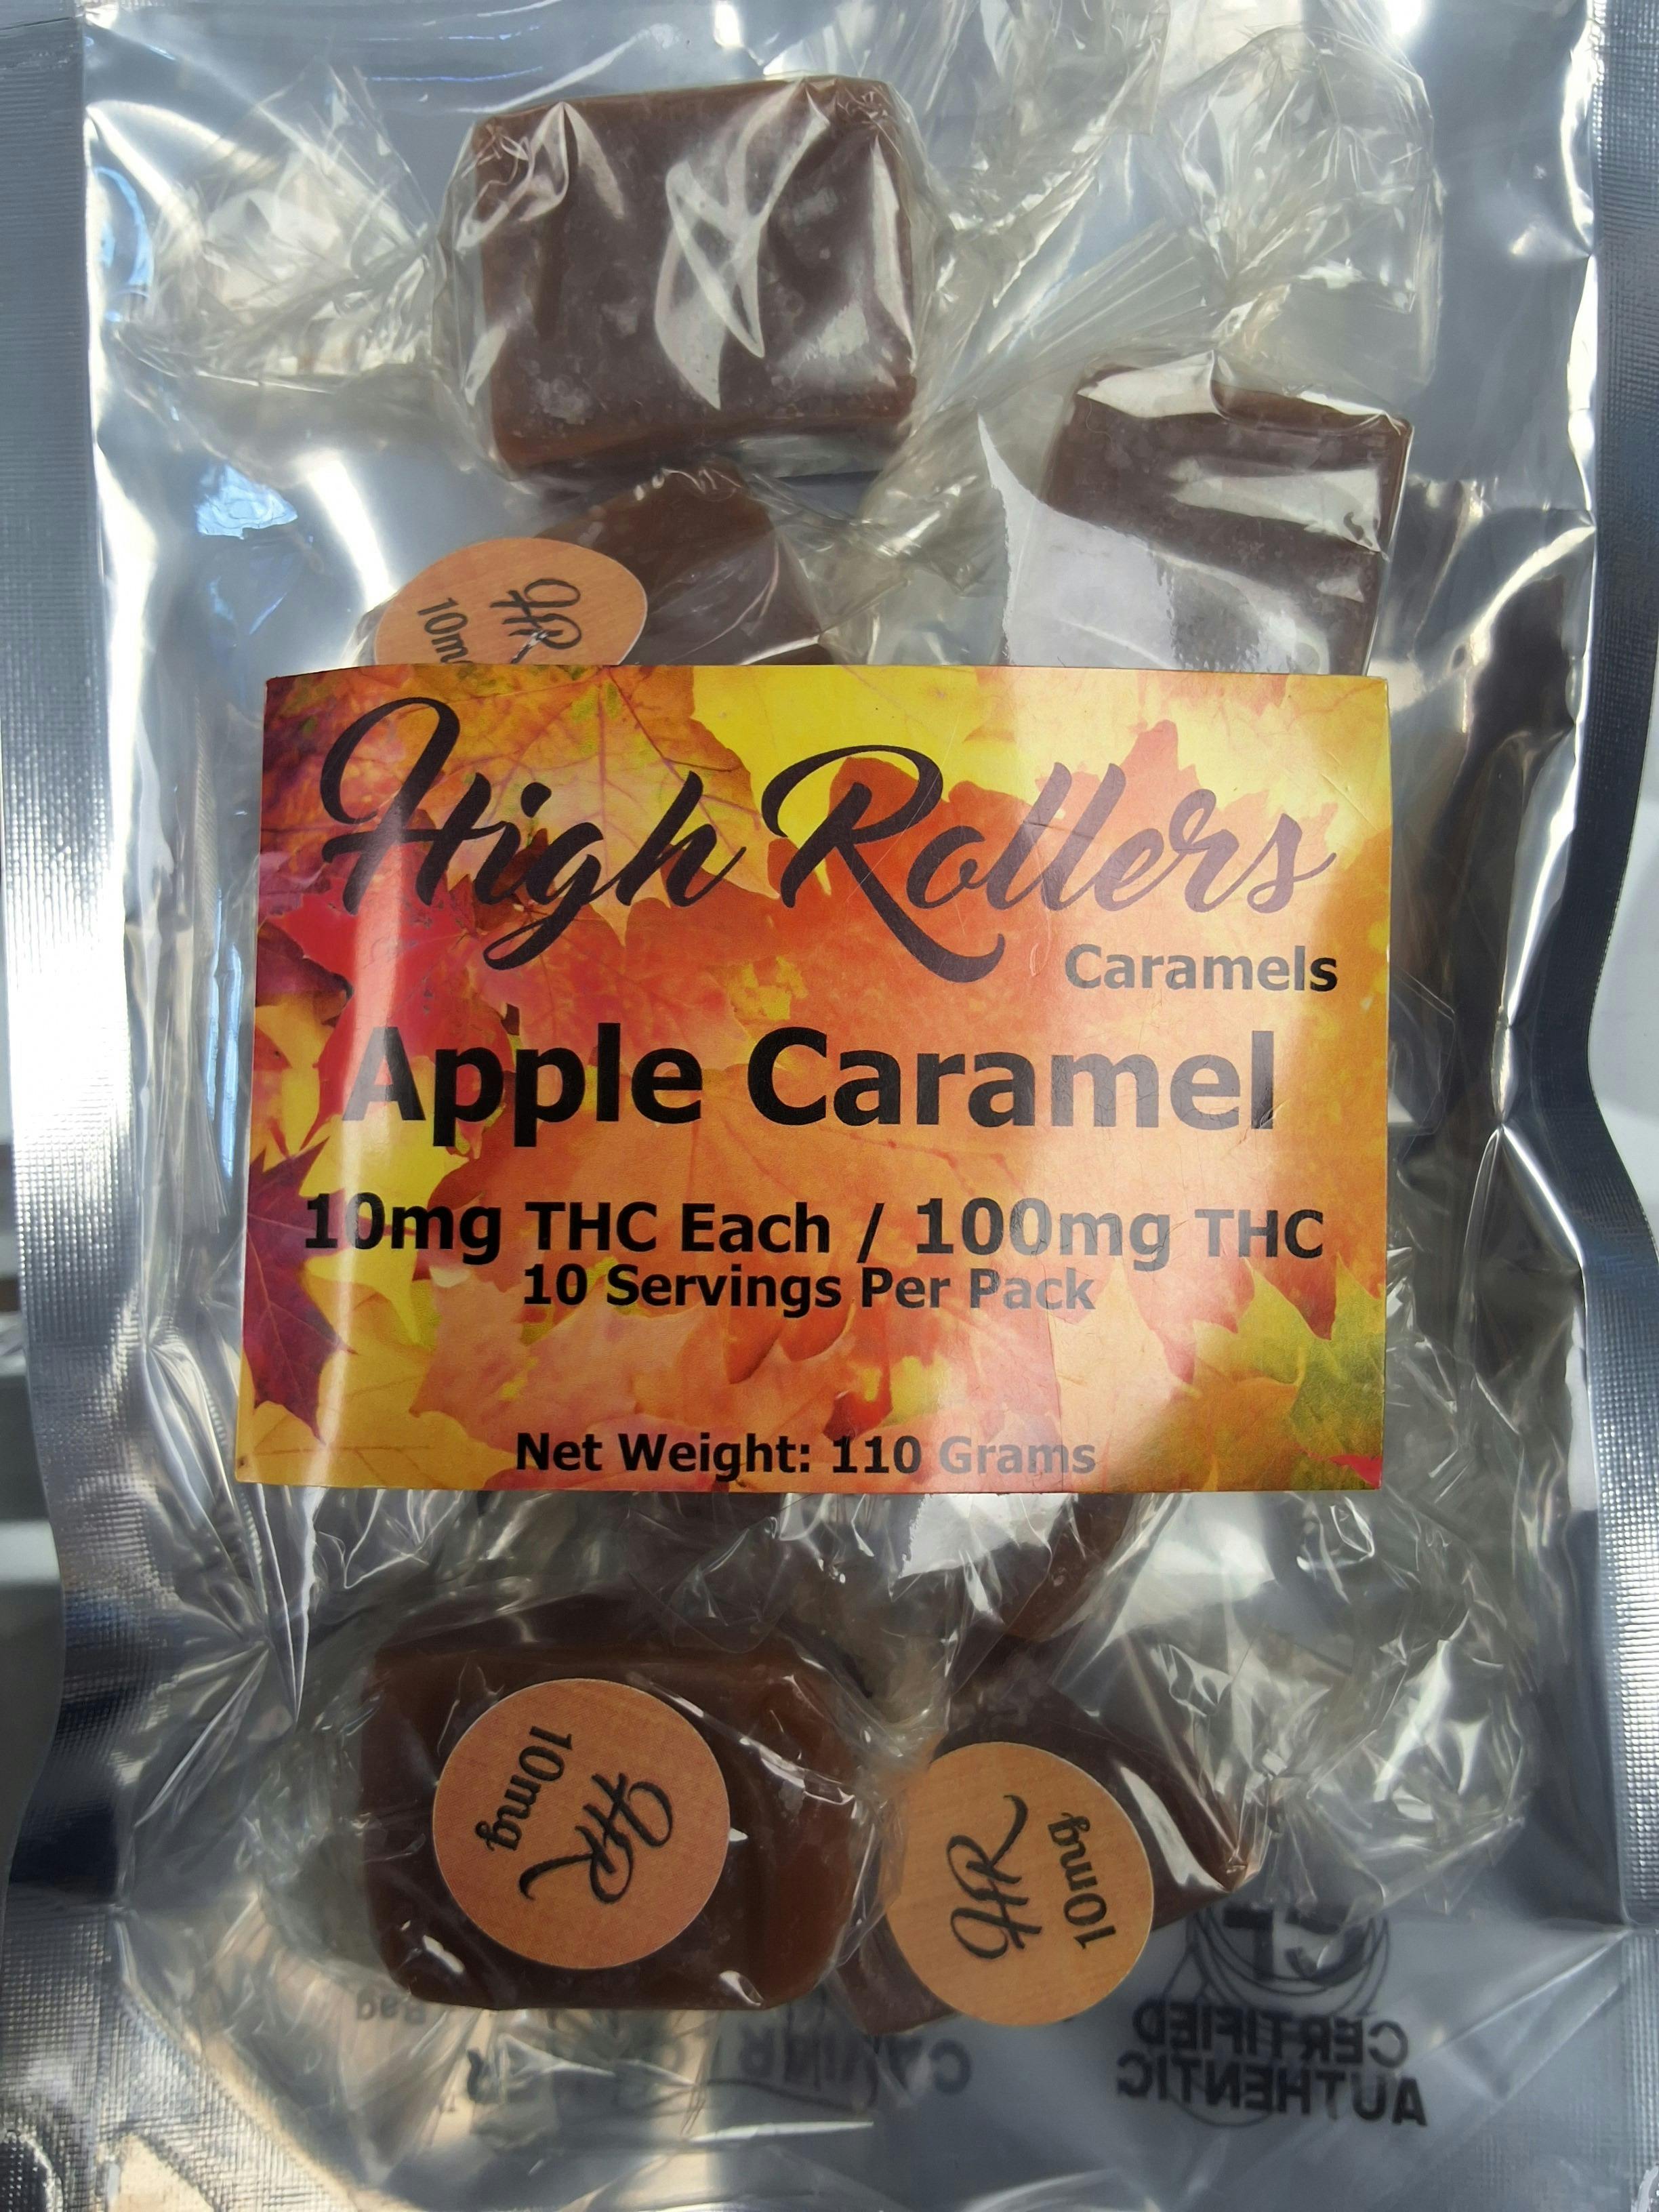 HR
High Rollers
Caramels
Apple Caramel
10mg THC Each / 100mg THC
10 Servings Per Pack
Net Weight: 110 Grams
HR
10mg
HR
10mg
CERTIFIED
AUTHENTIC
Bag